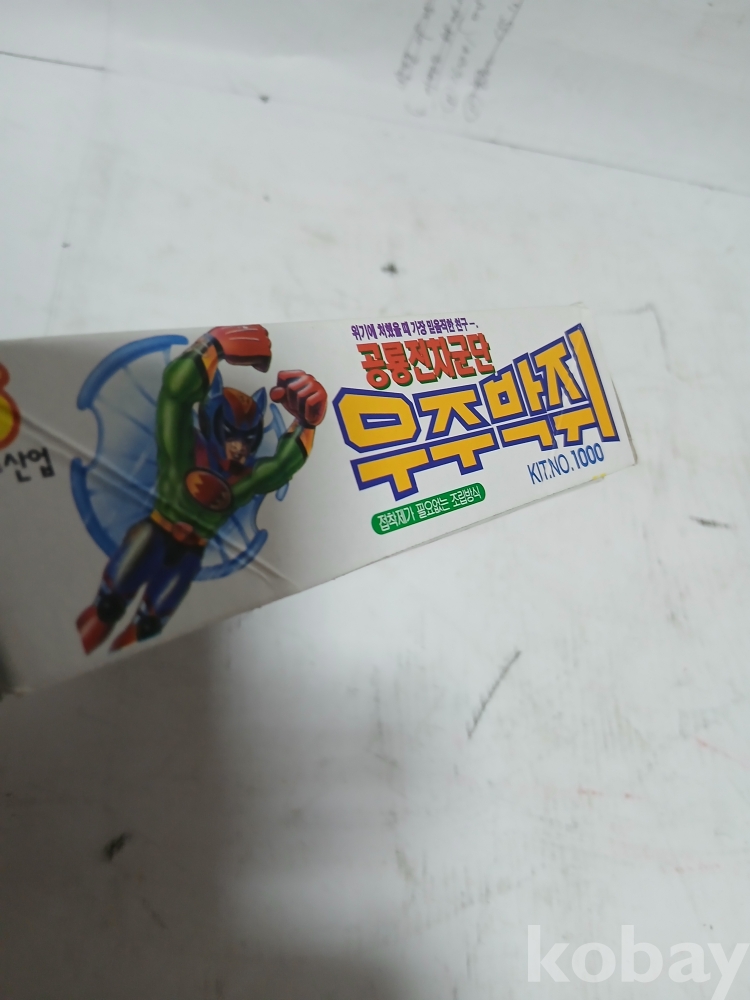 위기에 처했을 때 가장 믿음직한 친구―.
공룡전치군단
우주박쥐
KIT.NO.1000
접착제가 필요없는 조립방식
산업
kobay